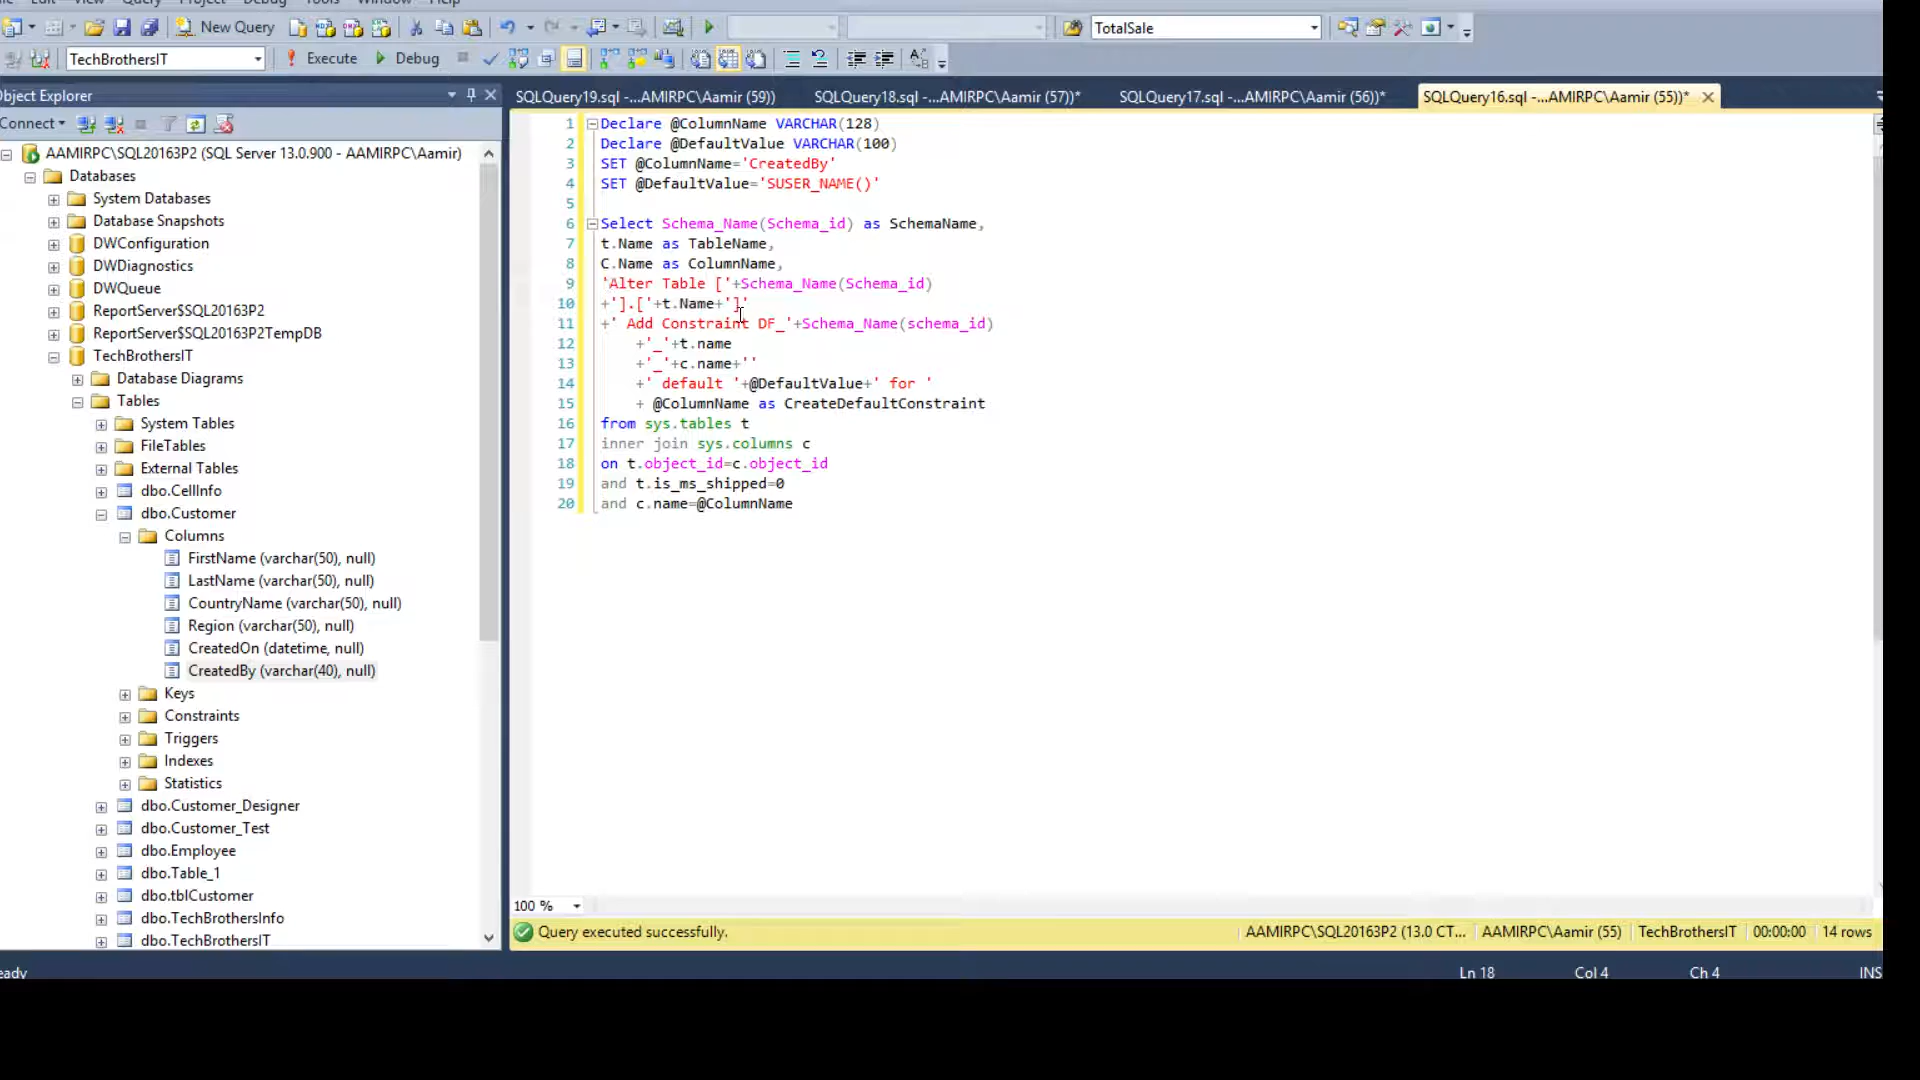 View Query Project Debug Tools Window Help
New Query
TotalSale
TechBrothersIT
Execute
Debug
Object Explorer
Connect
AAMIRPC\SQL20163P2 (SQL Server 13.0.900 - AAMIRPC\Aamir)
Databases
System Databases
Database Snapshots
DWConfiguration
DWDiagnostics
DWQueue
ReportServer$SQL20163P2
ReportServer$SQL20163P2TempDB
TechBrothersIT
Database Diagrams
Tables
System Tables
FileTables
External Tables
dbo.CellInfo
dbo.Customer
Columns
FirstName (varchar(50), null)
LastName (varchar(50), null)
CountryName (varchar(50), null)
Region (varchar(50), null)
CreatedOn (datetime, null)
CreatedBy (varchar(40), null)
Keys
Constraints
Triggers
Indexes
Statistics
dbo.Customer_Designer
dbo.Customer_Test
dbo.Employee
dbo.Table_1
dbo.tblCustomer
dbo.TechBrothersInfo
dbo.TechBrothersIT
SQLQuery19.sql -...AMIRPC\Aamir (59))
SQLQuery18.sql -...AMIRPC\Aamir (57))*
SQLQuery17.sql -...AMIRPC\Aamir (56))*
SQLQuery16.sql -...AMIRPC\Aamir (55))*
1 Declare @ColumnName VARCHAR(128)
2 Declare @DefaultValue VARCHAR(100)
3 SET @ColumnName='CreatedBy'
4 SET @DefaultValue='SUSER_NAME()'
5
6 Select Schema_Name(Schema_id) as SchemaName,
7 t.Name as TableName,
8 C.Name as ColumnName,
9 'Alter Table ['+Schema_Name(Schema_id)
10 +'].['+t.Name+']'
11 +' Add Constraint DF_'+Schema_Name(schema_id)
12 +'_'+t.name
13 +'_'+c.name+''
14 +' default '+@DefaultValue+' for '
15 + @ColumnName as CreateDefaultConstraint
16 from sys.tables t
17 inner join sys.columns c
18 on t.object_id=c.object_id
19 and t.is_ms_shipped=0
20 and c.name=@ColumnName
100 %
Query executed successfully.
AAMIRPC\SQL20163P2 (13.0 CT... AAMIRPC\Aamir (55) TechBrothersIT 00:00:00 14 rows
eady
Ln 18 Col 4 Ch 4 INS